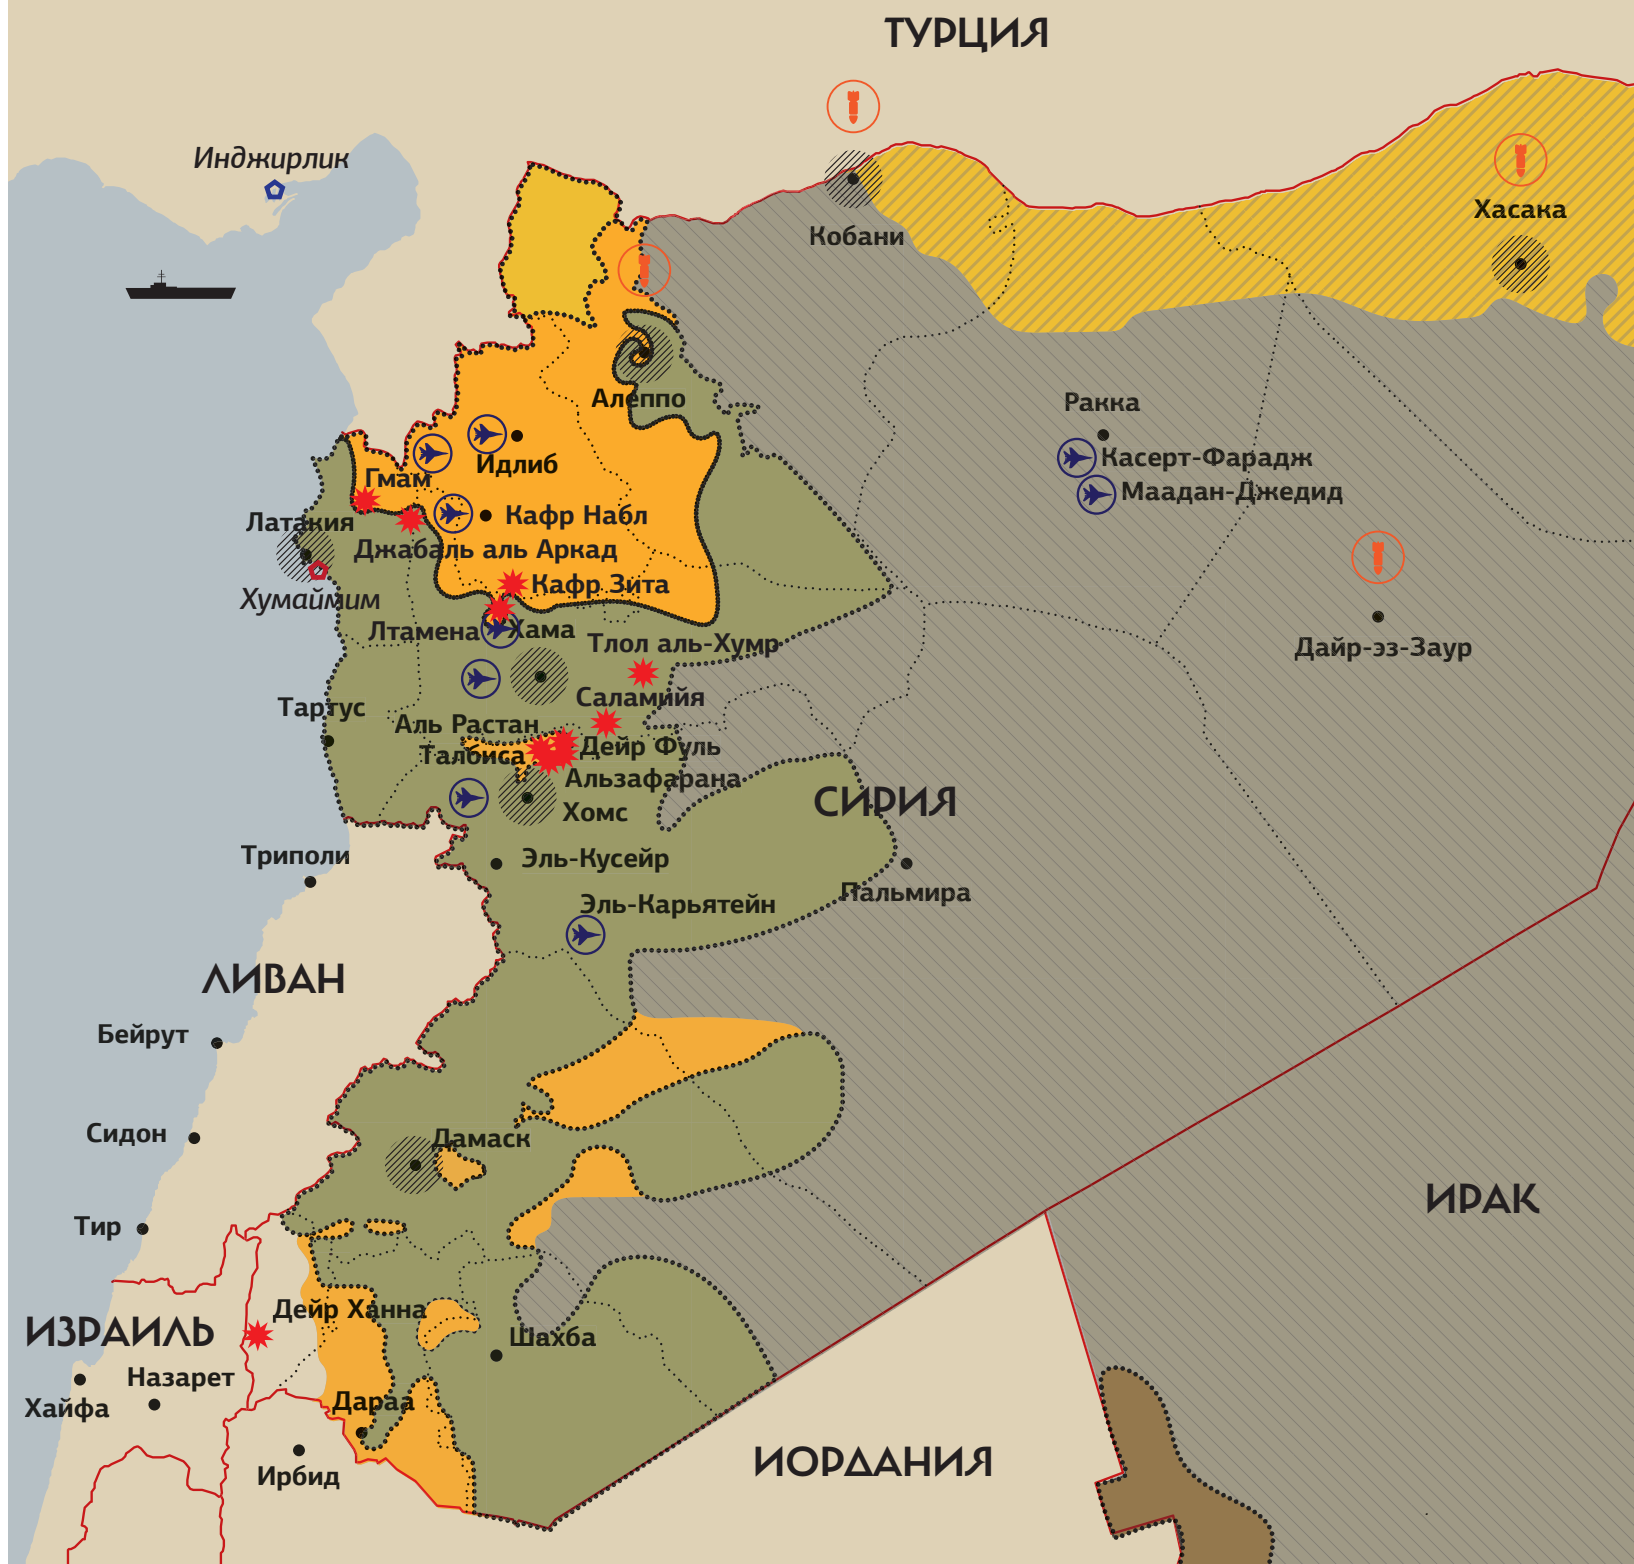 ТУРЦИЯ
Инджирлик
Хасака
Кобани
Алеппо
Ракка
Касерт-Фарадж
Маадан-Джедид
Идлиб
Гмам
Латакия
Кафр Набл
Джабаль аль Аркад
Кафр Зита
Хумаймим
Лтамена
Хама
Тлол аль-Хумр
Дайр-эз-Заур
Саламийя
Тартус
Аль Растан
Талбиса
Дейр Фуль
Альзафарана
Хомс
СИРИЯ
Триполи
Эль-Кусейр
Пальмира
Эль-Карьятейн
ЛИВАН
Бейрут
Сидон
Дамаск
Тир
ИРАК
Дейр Ханна
ИЗРАИЛЬ
Шахба
Назарет
Хайфа
Дараа
ИОРДАНИЯ
Ирбид